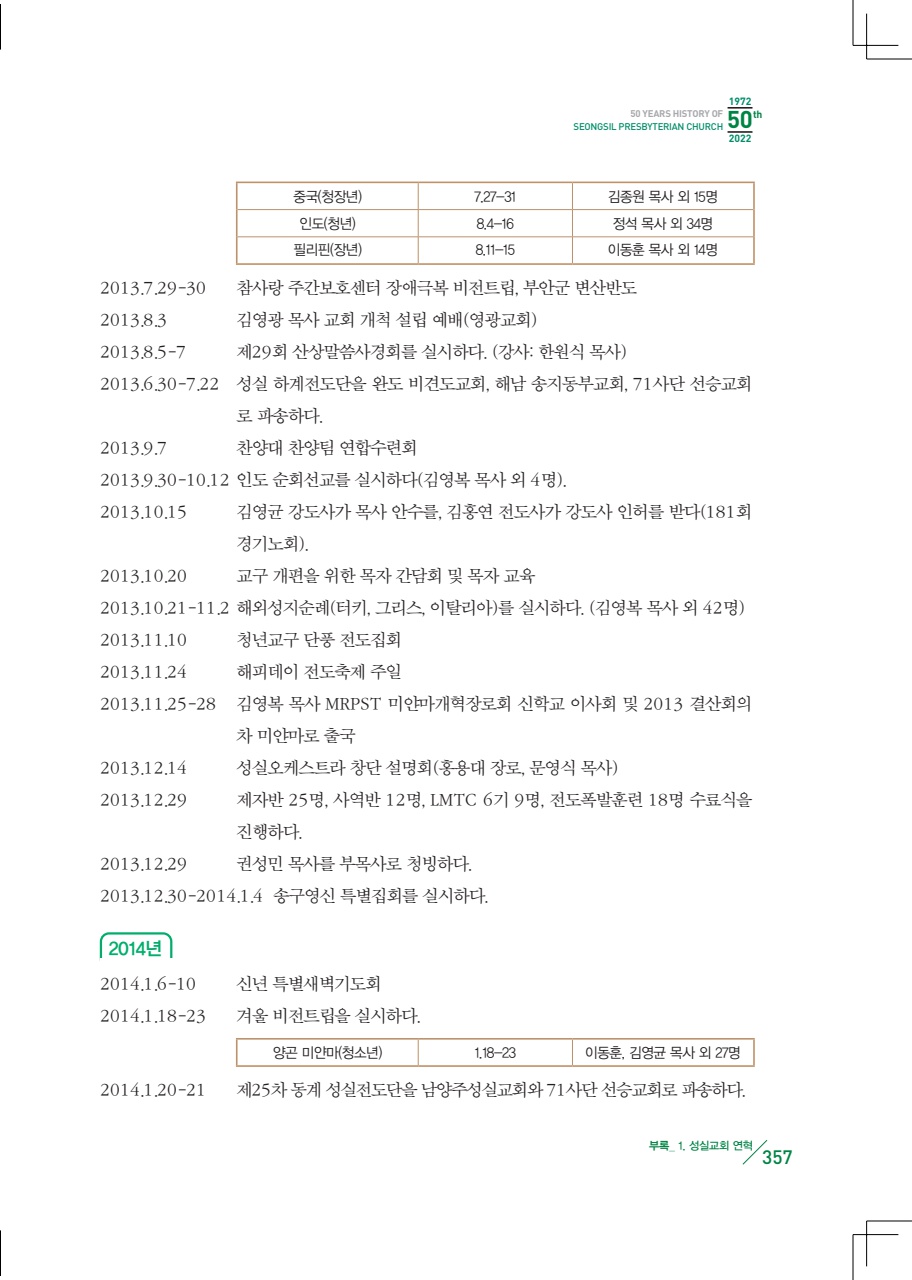 50 YEARS HISTORY OF
SEONGSIL PRESBYTERIAN CHURCH
1972
50th
2022
중국(청장년) 7.27–31 김종원 목사 외 15명
인도(청년) 8.4–16 정석 목사 외 34명
필리핀(장년) 8.11–15 이동훈 목사 외 14명
2013.7.29-30 참사랑 주간보호센터 장애극복 비전트립, 부안군 변산반도
2013.8.3 김영광 목사 교회 개척 설립 예배(영광교회)
2013.8.5-7 제29회 산상말씀사경회를 실시하다. (강사: 한원식 목사)
2013.6.30-7.22 성실 하계전도단을 완도 비견도교회, 해남 송지동부교회, 71사단 선승교회
로 파송하다.
2013.9.7 찬양대 찬양팀 연합수련회
2013.9.30-10.12 인도 순회선교를 실시하다(김영복 목사 외 4명).
2013.10.15 김영균 강도사가 목사 안수를, 김홍연 전도사가 강도사 인허를 받다(181회
경기노회).
2013.10.20 교구 개편을 위한 목자 간담회 및 목자 교육
2013.10.21-11.2 해외성지순례(터키, 그리스, 이탈리아)를 실시하다. (김영복 목사 외 42명)
2013.11.10 청년교구 단풍 전도집회
2013.11.24 해피데이 전도축제 주일
2013.11.25-28 김영복 목사 MRPST 미얀마개혁장로회 신학교 이사회 및 2013 결산회의
차 미얀마로 출국
2013.12.14 성실오케스트라 창단 설명회(홍용대 장로, 문영식 목사)
2013.12.29 제자반 25명, 사역반 12명, LMTC 6기 9명, 전도폭발훈련 18명 수료식을
진행하다.
2013.12.29 권성민 목사를 부목사로 청빙하다.
2013.12.30-2014.1.4 송구영신 특별집회를 실시하다.
2014년
2014.1.6-10 신년 특별새벽기도회
2014.1.18-23 겨울 비전트립을 실시하다.
양곤 미얀마(청소년) 1.18–23 이동훈, 김영균 목사 외 27명
2014.1.20-21 제25차 동계 성실전도단을 남양주성실교회와 71사단 선승교회로 파송하다.
부록_ 1. 성실교회 연혁
357